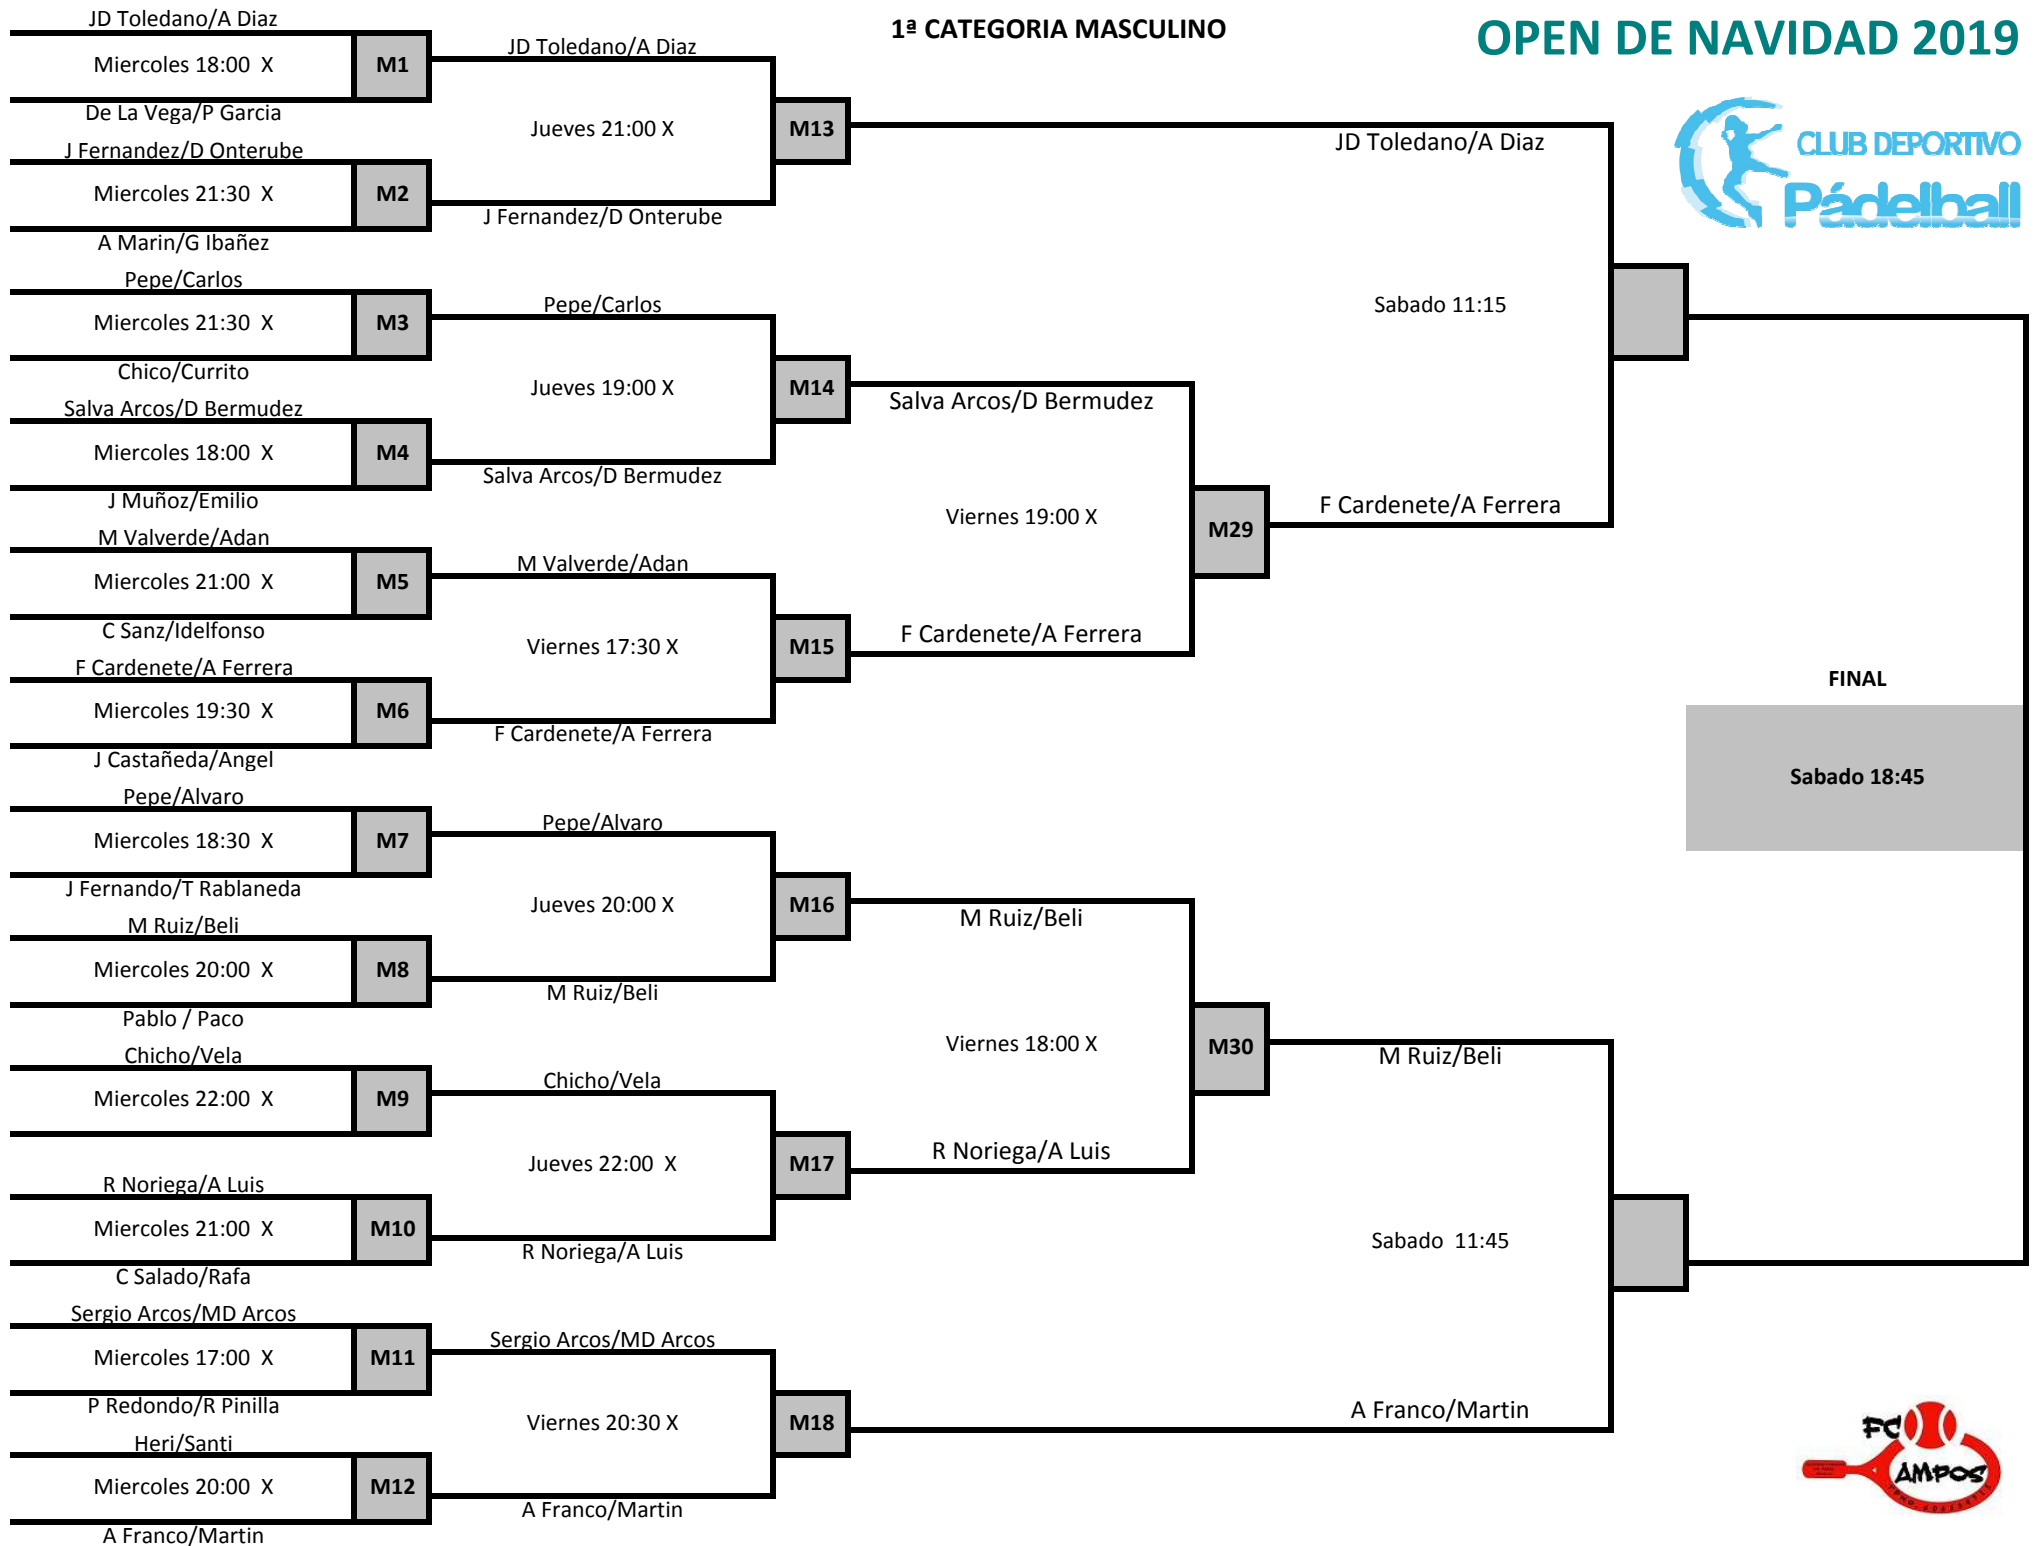 1ª CATEGORIA MASCULINO
OPEN DE NAVIDAD 2019
CLUB DEPORTIVO
Pádelball
JD Toledano/A Diaz
Miercoles 18:00 X
M1
De La Vega/P Garcia
J Fernandez/D Onterube
Miercoles 21:30 X
M2
A Marin/G Ibañez
Pepe/Carlos
Miercoles 21:30 X
M3
Chico/Currito
Salva Arcos/D Bermudez
Miercoles 18:00 X
M4
J Muñoz/Emilio
M Valverde/Adan
Miercoles 21:00 X
M5
C Sanz/Idelfonso
F Cardenete/A Ferrera
Miercoles 19:30 X
M6
J Castañeda/Angel
Pepe/Alvaro
Miercoles 18:30 X
M7
J Fernando/T Rablaneda
M Ruiz/Beli
Miercoles 20:00 X
M8
Pablo / Paco
Chicho/Vela
Miercoles 22:00 X
M9
R Noriega/A Luis
Miercoles 21:00 X
M10
C Salado/Rafa
Sergio Arcos/MD Arcos
Miercoles 17:00 X
M11
P Redondo/R Pinilla
Heri/Santi
Miercoles 20:00 X
M12
A Franco/Martin
JD Toledano/A Diaz
Jueves 21:00 X
M13
J Fernandez/D Onterube
Pepe/Carlos
Jueves 19:00 X
M14
Salva Arcos/D Bermudez
M Valverde/Adan
Viernes 17:30 X
M15
F Cardenete/A Ferrera
Pepe/Alvaro
Jueves 20:00 X
M16
M Ruiz/Beli
Chicho/Vela
Jueves 22:00 X
M17
R Noriega/A Luis
Sergio Arcos/MD Arcos
Viernes 20:30 X
M18
A Franco/Martin
Salva Arcos/D Bermudez
Viernes 19:00 X
M29
F Cardenete/A Ferrera
M Ruiz/Beli
Viernes 18:00 X
M30
R Noriega/A Luis
JD Toledano/A Diaz
Sabado 11:15
F Cardenete/A Ferrera
M Ruiz/Beli
Sabado 11:45
A Franco/Martin
FINAL
Sabado 18:45
FC
AMPOS